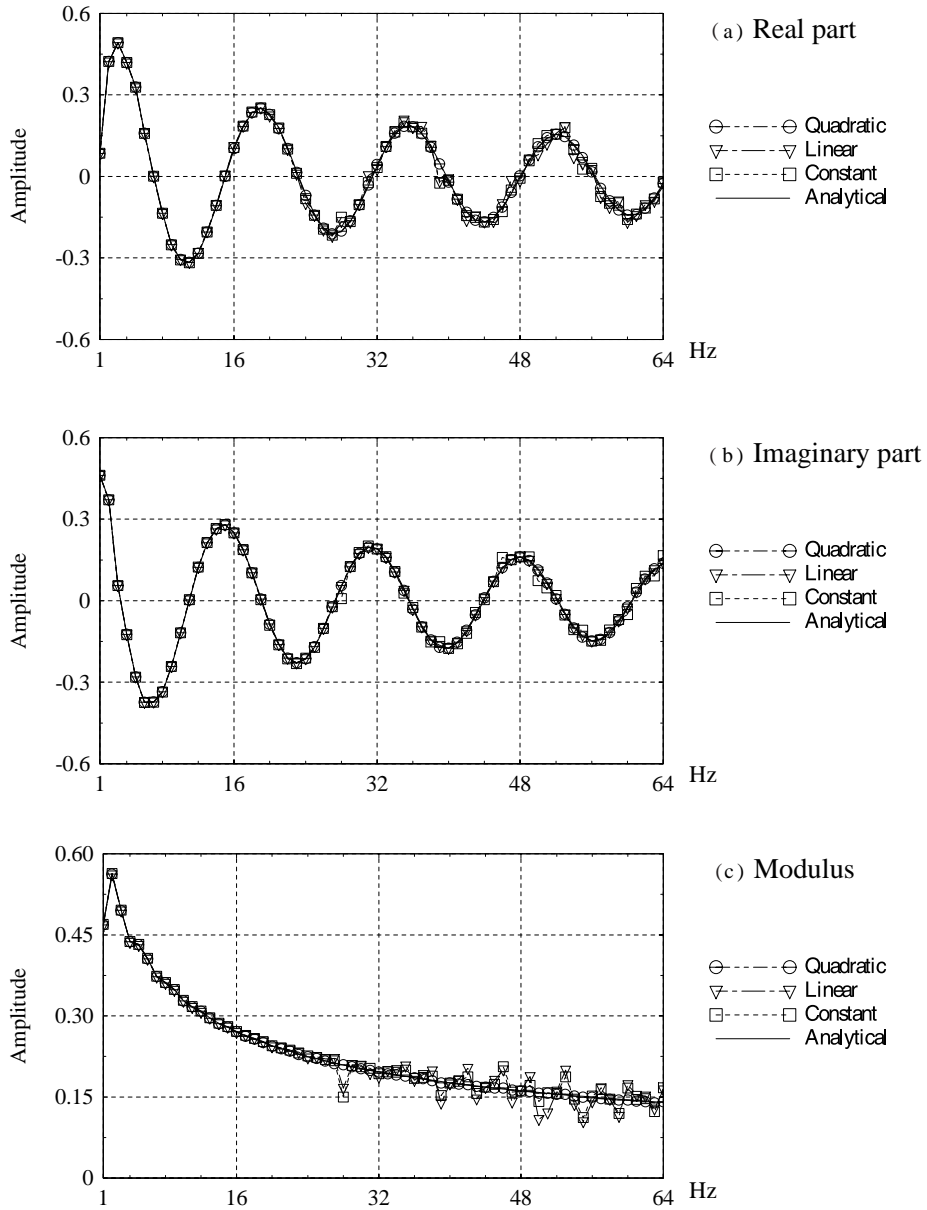 (a) Real part
0.3
0
-0.3
-0.6
Amplitude
1
16
32
48
64
Hz
Quadratic
Linear
Constant
Analytical
(b) Imaginary part
0.6
0.3
0
-0.3
-0.6
Amplitude
1
16
32
48
64
Hz
Quadratic
Linear
Constant
Analytical
(c) Modulus
0.60
0.45
0.30
0.15
0
Amplitude
1
16
32
48
64
Hz
Quadratic
Linear
Constant
Analytical